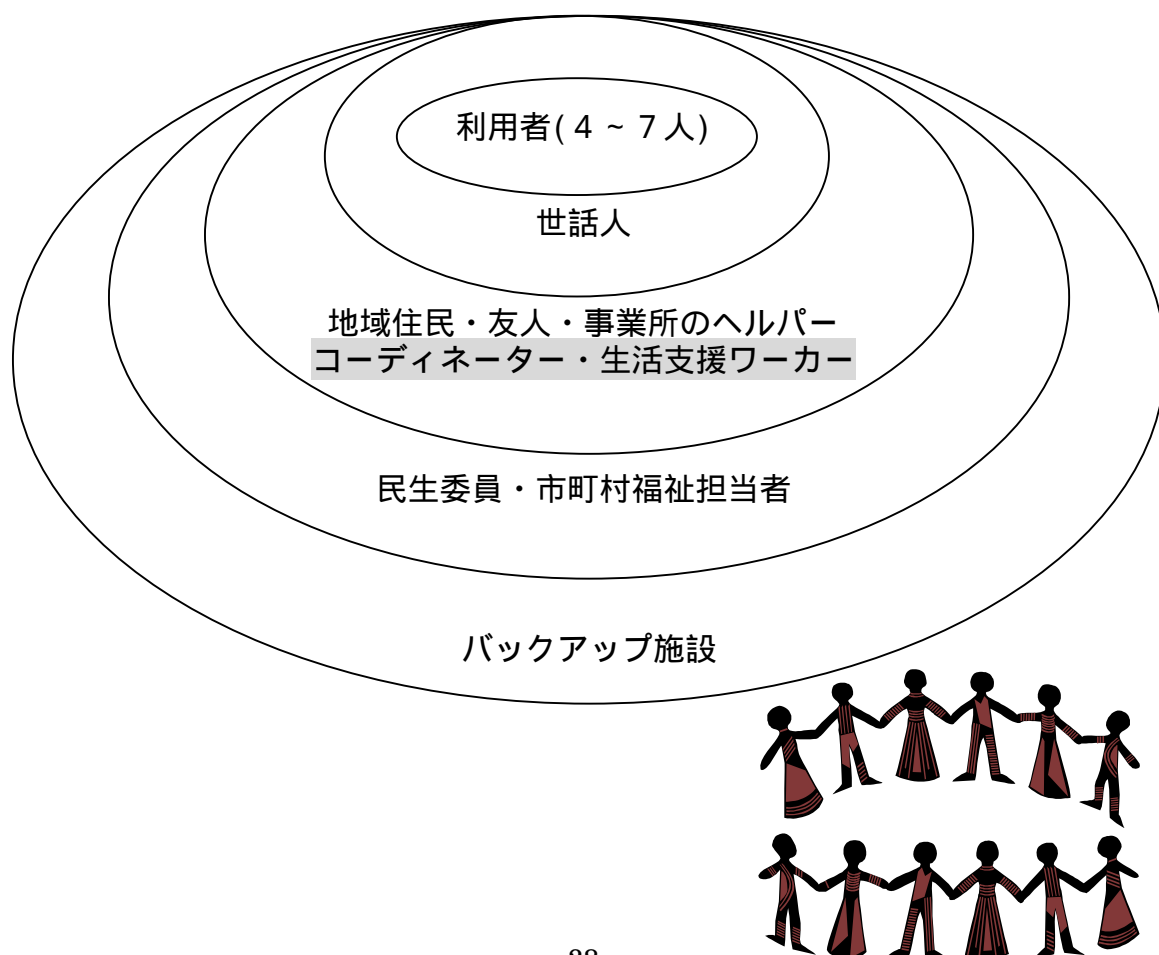 利用者(４～７人)
世話人
地域住民・友人・事業所のヘルパー
コーディネーター・生活支援ワーカー
民生委員・市町村福祉担当者
バックアップ施設